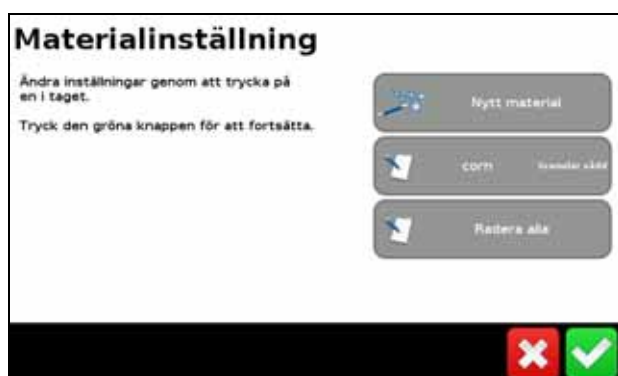 Materialinställning
Ändra inställningar genom att trycka på
en i taget.
Tryck den gröna knappen för att fortsätta.
Nytt material
corn
Radera alla